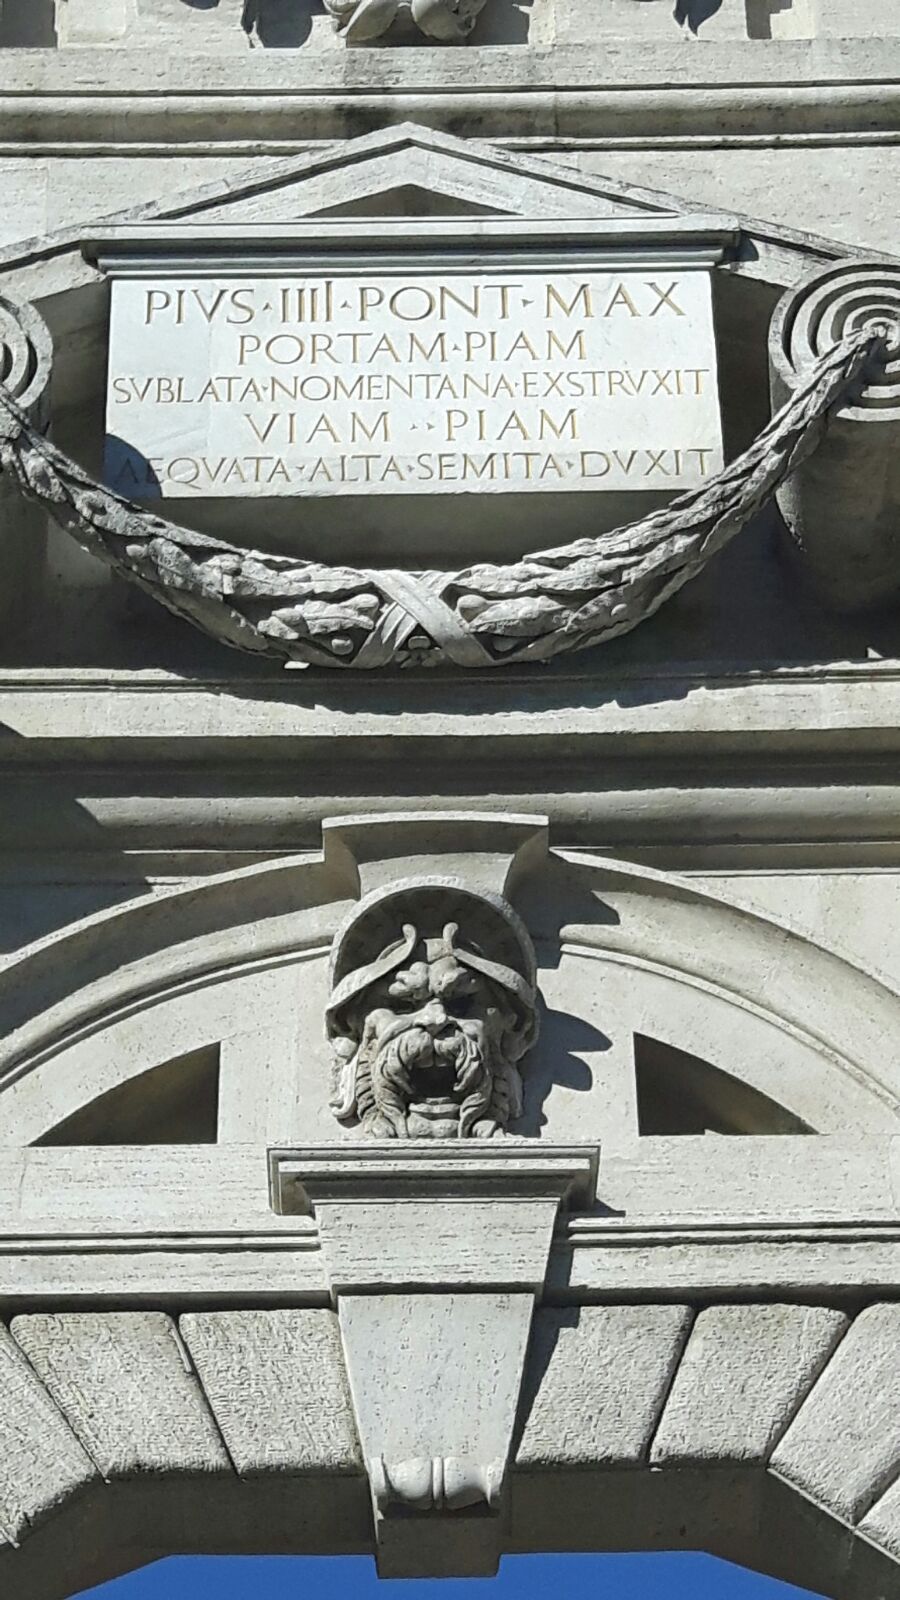 PIVS·IIII·PONT·MAX
PORTAM·PIAM
SVBLATA·NOMENTANA·EXSTRVXIT
VIAM··PIAM
AEQVATA·ALTA·SEMITA·DVXIT